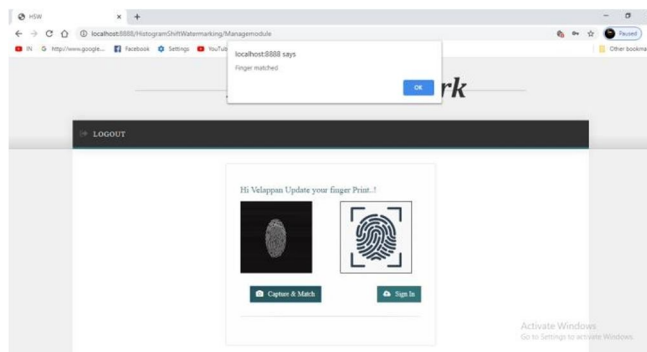 HSW
localhost:8888/HistogramShiftWatermarking/Managemodule
Paused
IN http://www.google... Facebook Settings YouTub
Other bookma
localhost:8888 says
Finger matched
OK
rk
LOGOUT
Hi Velappan Update your finger Print..!
Capture & Match Sign In
Activate Windows
Go to Settings to activate Windows.